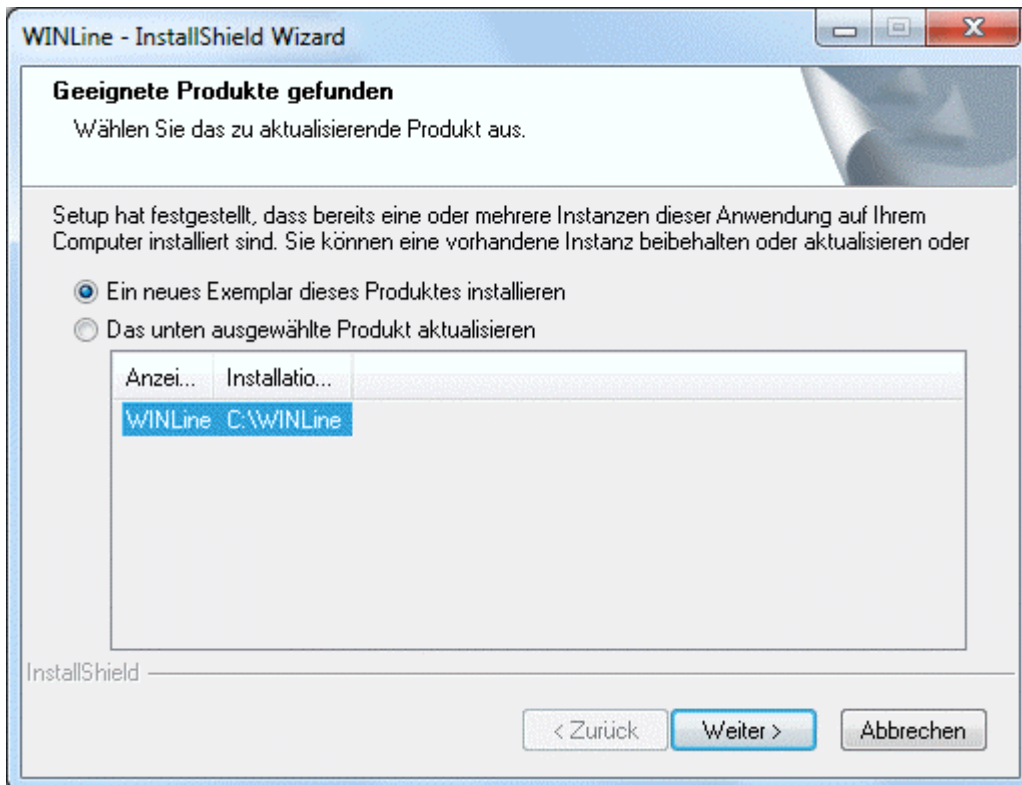 WINLine - InstallShield Wizard
Geeignete Produkte gefunden
Wählen Sie das zu aktualisierende Produkt aus.
Setup hat festgestellt, dass bereits eine oder mehrere Instanzen dieser Anwendung auf Ihrem
Computer installiert sind. Sie können eine vorhandene Instanz beibehalten oder aktualisieren oder
Ein neues Exemplar dieses Produktes installieren
Das unten ausgewählte Produkt aktualisieren
Anzei... Installatio...
WINLine C:\WINLine
InstallShield
< Zurück Weiter > Abbrechen